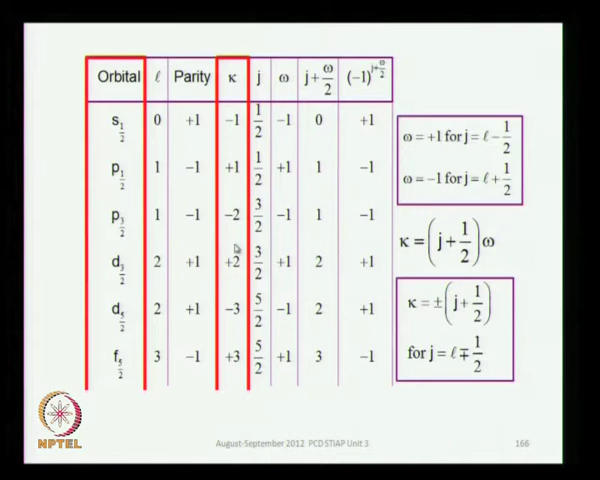 Orbital ℓ Parity κ j ω j+ω/2 (−1)^(j+ω/2)
s1/2 0 +1 −1 1/2 −1 0 +1
p1/2 1 −1 +1 1/2 +1 1 −1
p3/2 1 −1 −2 3/2 −1 1 −1
d3/2 2 +1 +2 3/2 +1 2 +1
d5/2 2 +1 −3 5/2 −1 2 +1
f5/2 3 −1 +3 5/2 +1 3 −1
ω = +1 for j = ℓ − 1/2
ω = −1 for j = ℓ + 1/2
κ = (j + 1/2) ω
κ = ± (j + 1/2)
for j = ℓ ∓ 1/2
NPTEL
August-September 2012 PCD STIAP Unit 3
166